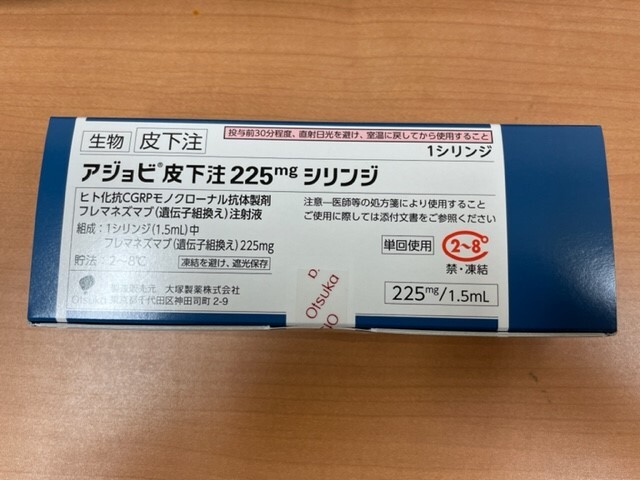 生物 皮下注
投与前30分程度、直射日光を避け、室温に戻してから使用すること
1シリンジ
アジョビ®皮下注225mgシリンジ
ヒト化抗CGRPモノクローナル抗体製剤
フレマネズマブ(遺伝子組換え)注射液
組成:1シリンジ(1.5mL)中
フレマネズマブ(遺伝子組換え)225mg
貯法:2~8℃ 凍結を避け、遮光保存
注意―医師等の処方箋により使用すること
ご使用に際しては添付文書をご参照ください
単回使用
2~8°
禁・凍結
225mg/1.5mL
Otsuka
製造販売元 大塚製薬株式会社
東京都千代田区神田司町2-9
D.
Otsuka